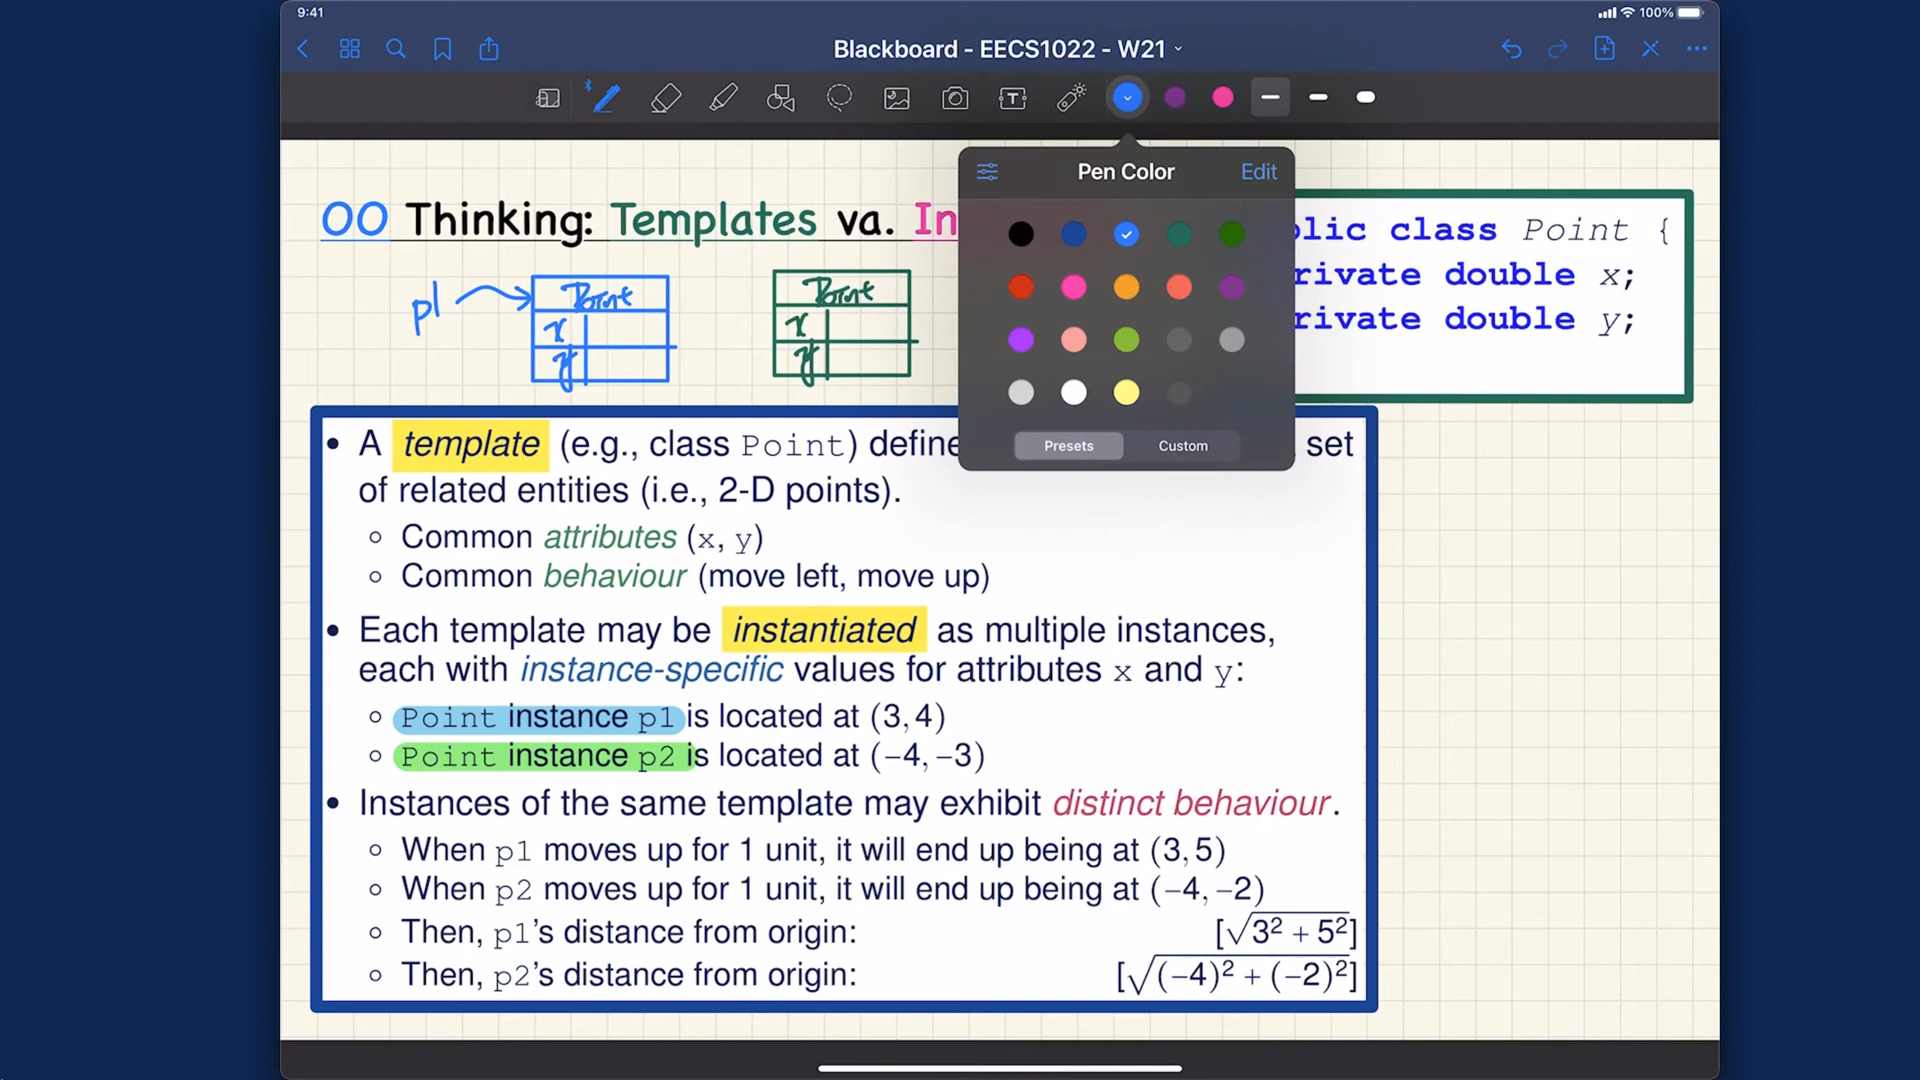 9:41
100%
Blackboard - EECS1022 - W21
T
Pen Color
Edit
Presets
Custom
OO Thinking: Templates va. In
blic class Point {
rivate double x;
rivate double y;
p1
Point
x
y
Point
x
y
• A template (e.g., class Point) define set
of related entities (i.e., 2-D points).
◦ Common attributes (x, y)
◦ Common behaviour (move left, move up)
• Each template may be instantiated as multiple instances,
each with instance-specific values for attributes x and y:
◦ Point instance p1 is located at (3, 4)
◦ Point instance p2 is located at (−4, −3)
• Instances of the same template may exhibit distinct behaviour.
◦ When p1 moves up for 1 unit, it will end up being at (3, 5)
◦ When p2 moves up for 1 unit, it will end up being at (−4, −2)
◦ Then, p1's distance from origin: [√3² + 5²]
◦ Then, p2's distance from origin: [√(−4)² + (−2)²]